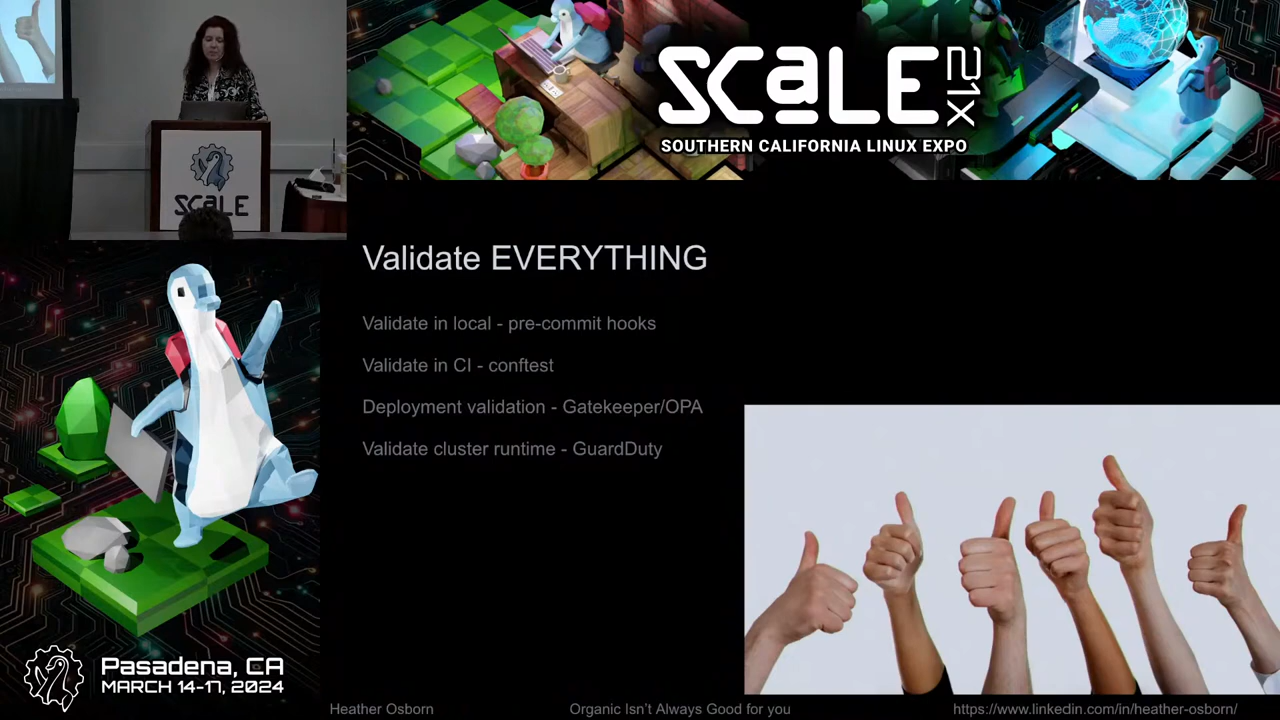 SCaLE 21X
SOUTHERN CALIFORNIA LINUX EXPO
SCaLE
Validate EVERYTHING
Validate in local - pre-commit hooks
Validate in CI - conftest
Deployment validation - Gatekeeper/OPA
Validate cluster runtime - GuardDuty
Pasadena, CA
MARCH 14-17, 2024
Heather Osborn
Organic Isn't Always Good for you
https://www.linkedin.com/in/heather-osborn/